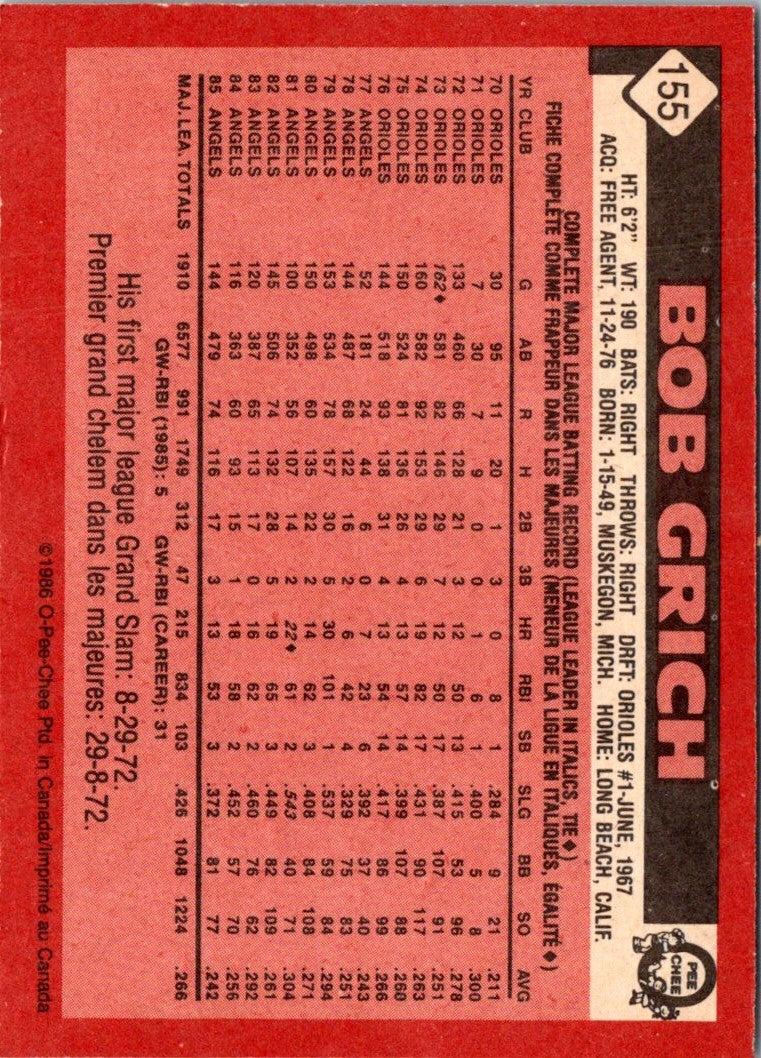 155
BOB GRICH
O PEE CHEE
HT: 6'2" WT: 190 BATS: RIGHT THROWS: RIGHT DRFT: ORIOLES #1-JUNE, 1967
ACQ: FREE AGENT, 11-24-76 BORN: 1-15-49, MUSKEGON, MICH. HOME: LONG BEACH, CALIF.
COMPLETE MAJOR LEAGUE BATTING RECORD (LEAGUE LEADER IN ITALICS, TIE♦)
FICHE COMPLÈTE COMME FRAPPEUR DANS LES MAJEURES (MENEUR DE LA LIGUE EN ITALIQUES, ÉGALITÉ♦)
YR CLUB G AB R H 2B 3B HR RBI SB SLG BB SO AVG
70 ORIOLES 30 95 11 20 1 3 0 8 1 .284 9 21 .211
71 ORIOLES 7 30 7 9 0 0 1 6 1 .400 5 8 .300
72 ORIOLES 133 460 66 128 21 3 12 50 13 .415 53 96 .278
73 ORIOLES 162♦ 581 82 146 29 7 12 50 17 .387 107 91 .251
74 ORIOLES 160 582 92 153 29 6 19 82 17 .431 90 117 .263
75 ORIOLES 150 524 81 136 26 4 13 57 14 .399 107 88 .260
76 ORIOLES 144 518 93 138 31 4 13 54 14 .417 86 99 .266
77 ANGELS 52 181 24 44 6 0 7 23 6 .392 37 40 .243
78 ANGELS 144 487 68 122 16 2 6 42 4 .329 75 83 .251
79 ANGELS 153 534 78 157 30 5 30 101 1 .537 59 84 .294
80 ANGELS 150 498 60 135 22 2 14 62 3 .408 84 108 .271
81 ANGELS 100 352 56 107 14 2 22♦ 61 2 .543 40 71 .304
82 ANGELS 145 506 74 132 28 5 19 65 3 .449 82 109 .261
83 ANGELS 120 387 65 113 17 0 16 62 2 .460 76 62 .292
84 ANGELS 116 363 60 93 15 1 18 58 2 .452 57 70 .256
85 ANGELS 144 479 74 116 17 3 13 53 3 .372 81 77 .242
MAJ. LEA. TOTALS 1910 6577 991 1749 312 47 215 834 103 .426 1048 1224 .266
GW-RBI (1985): 5 GW-RBI (CAREER): 31
His first major league Grand Slam: 8-29-72.
Premier grand chelem dans les majeures: 29-8-72.
©1986 O-Pee-Chee Ptd. in Canada/Imprimé au Canada